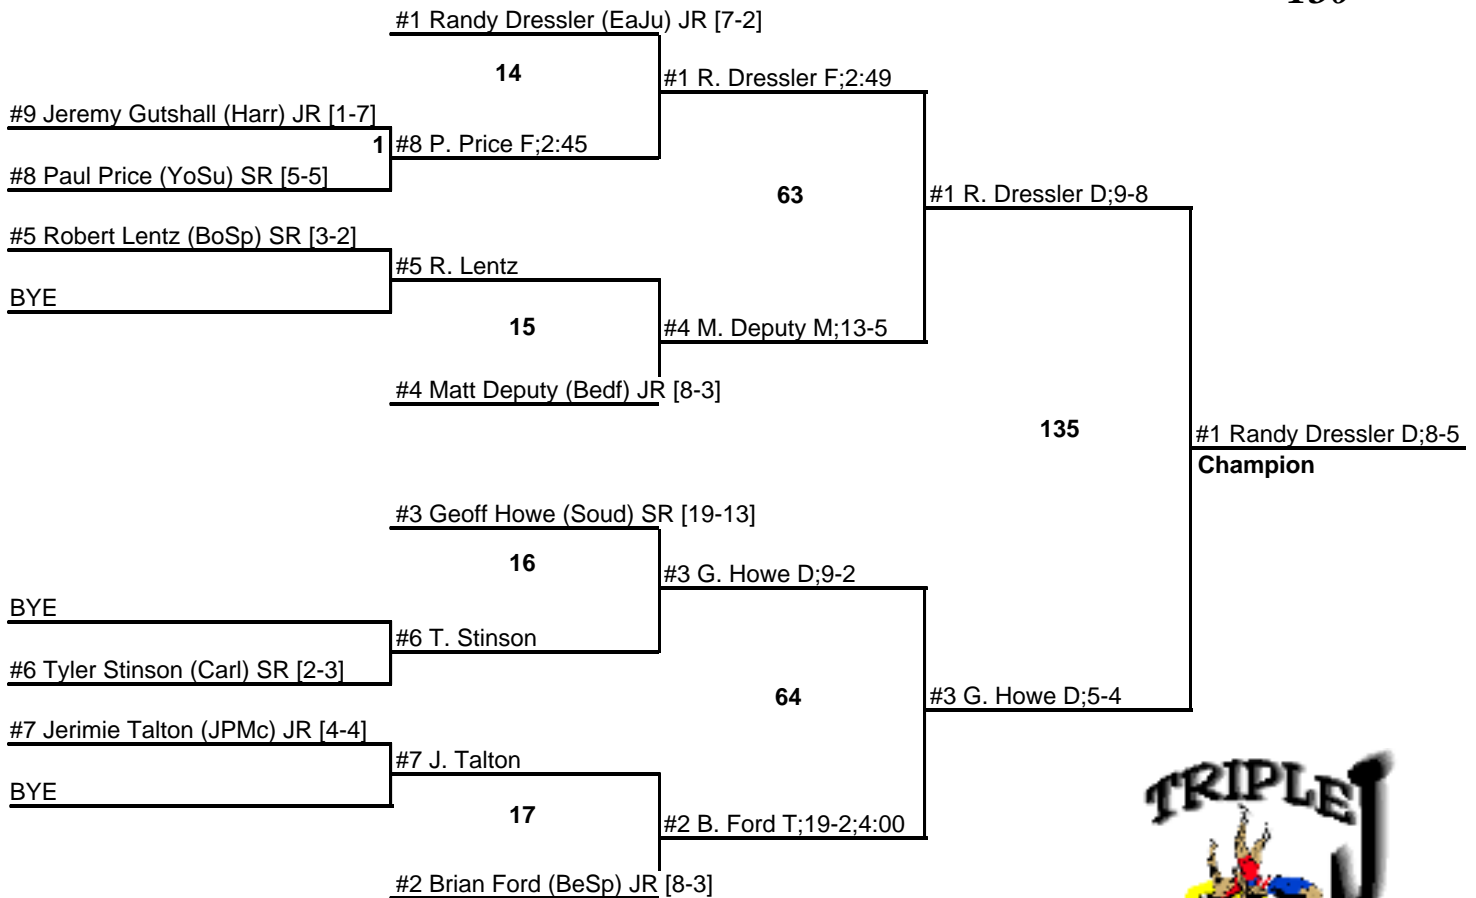 #1 Randy Dressler (EaJu) JR [7-2]
14
#1 R. Dressler F;2:49
#9 Jeremy Gutshall (Harr) JR [1-7]
1
#8 P. Price F;2:45
#8 Paul Price (YoSu) SR [5-5]
63
#1 R. Dressler D;9-8
#5 Robert Lentz (BoSp) SR [3-2]
#5 R. Lentz
BYE
15
#4 M. Deputy M;13-5
#4 Matt Deputy (Bedf) JR [8-3]
135
#1 Randy Dressler D;8-5
Champion
#3 Geoff Howe (Soud) SR [19-13]
16
#3 G. Howe D;9-2
BYE
#6 T. Stinson
#6 Tyler Stinson (Carl) SR [2-3]
64
#3 G. Howe D;5-4
#7 Jerimie Talton (JPMc) JR [4-4]
#7 J. Talton
BYE
17
#2 B. Ford T;19-2;4:00
#2 Brian Ford (BeSp) JR [8-3]
TRIPLE J